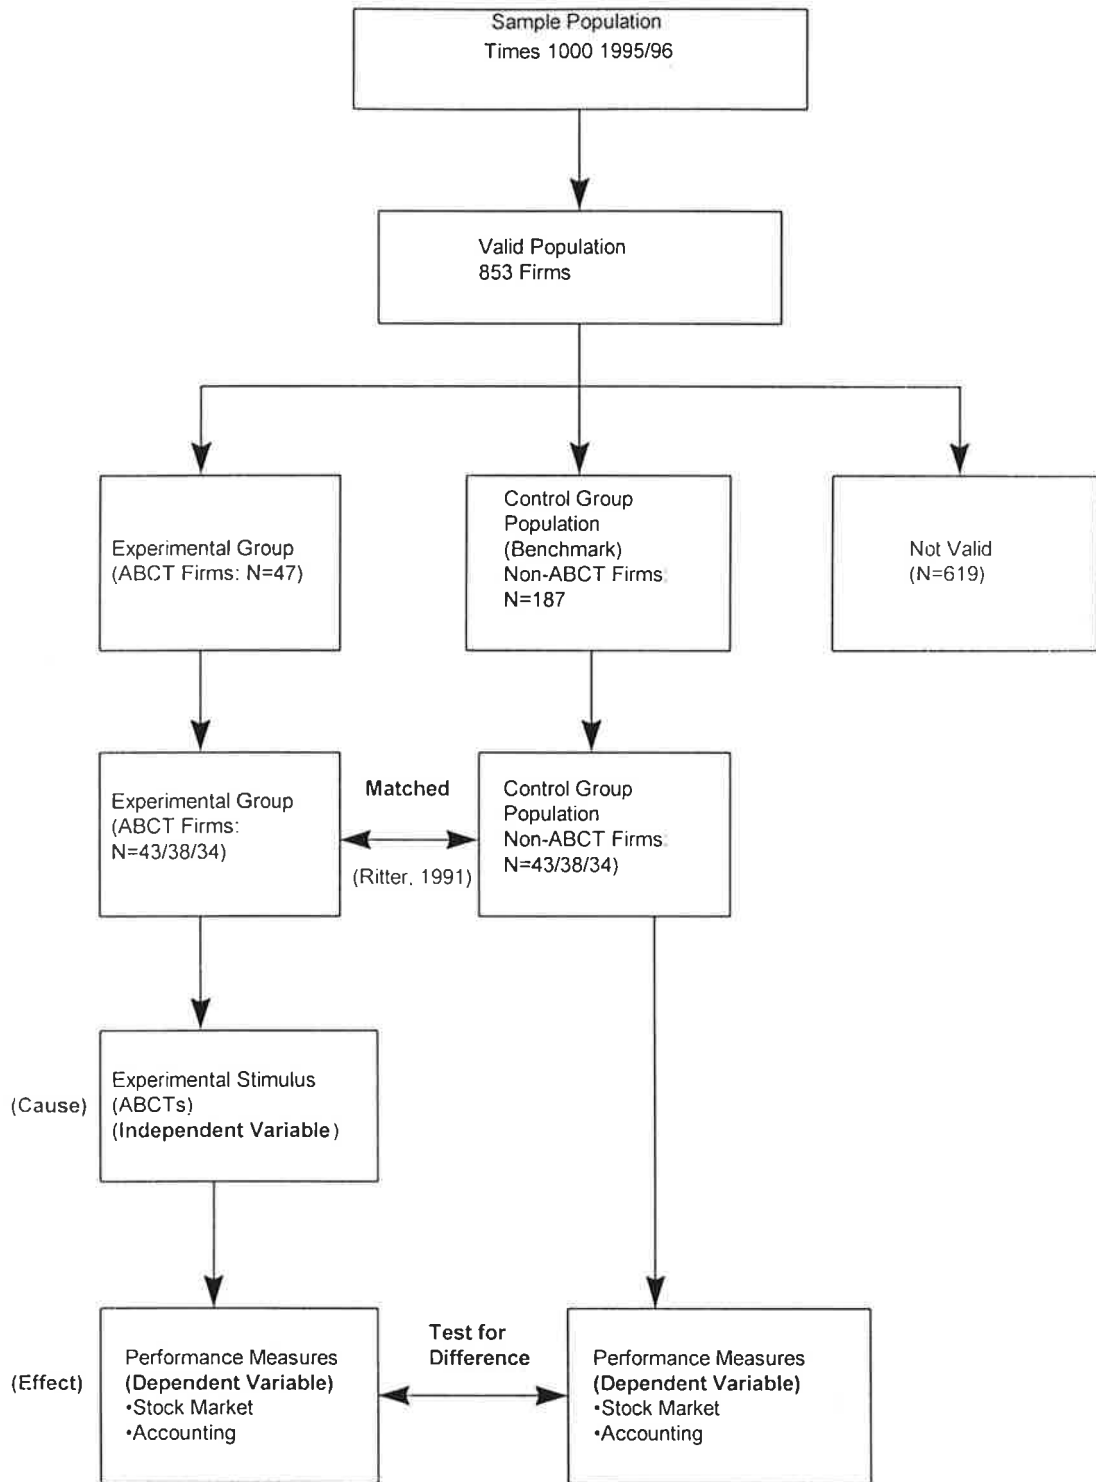 Sample Population
Times 1000 1995/96
Valid Population
853 Firms
Experimental Group
(ABCT Firms: N=47)
Control Group
Population
(Benchmark)
Non-ABCT Firms:
N=187
Not Valid
(N=619)
Experimental Group
(ABCT Firms:
N=43/38/34)
Matched
(Ritter, 1991)
Control Group
Population
Non-ABCT Firms:
N=43/38/34)
(Cause)
Experimental Stimulus
(ABCTs)
(Independent Variable)
(Effect)
Performance Measures
(Dependent Variable)
•Stock Market
•Accounting
Test for
Difference
Performance Measures
(Dependent Variable)
•Stock Market
•Accounting